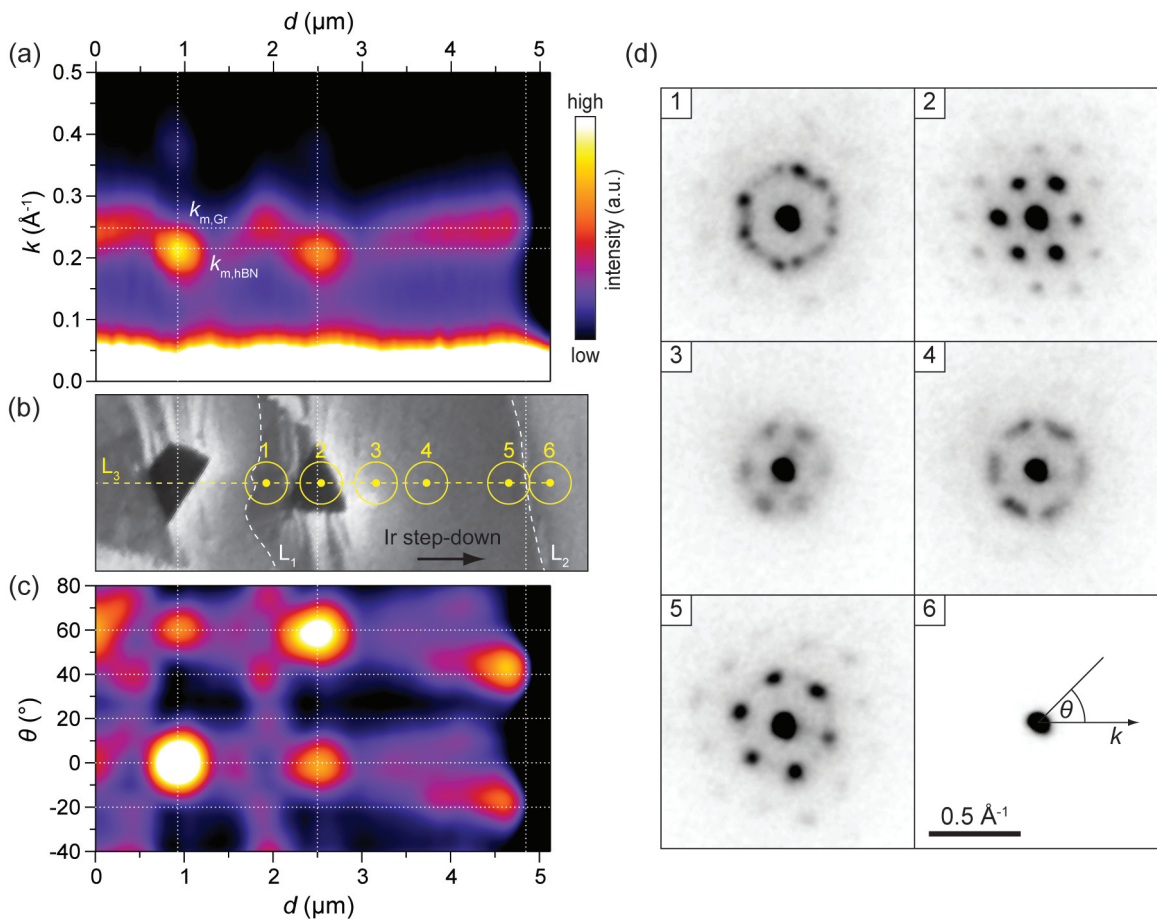 d (µm)
0 1 2 3 4 5
(a)
0.5
0.4
0.3
0.2
0.1
0.0
k (Å⁻¹)
k_m,Gr
k_m,hBN
high
intensity (a.u.)
low
(b)
L₃
1 2 3 4 5 6
Ir step-down
L₁
L₂
(c)
80
60
40
20
0
-20
-40
θ (°)
0 1 2 3 4 5
d (µm)
(d)
1
2
3
4
5
6
θ
k
0.5 Å⁻¹